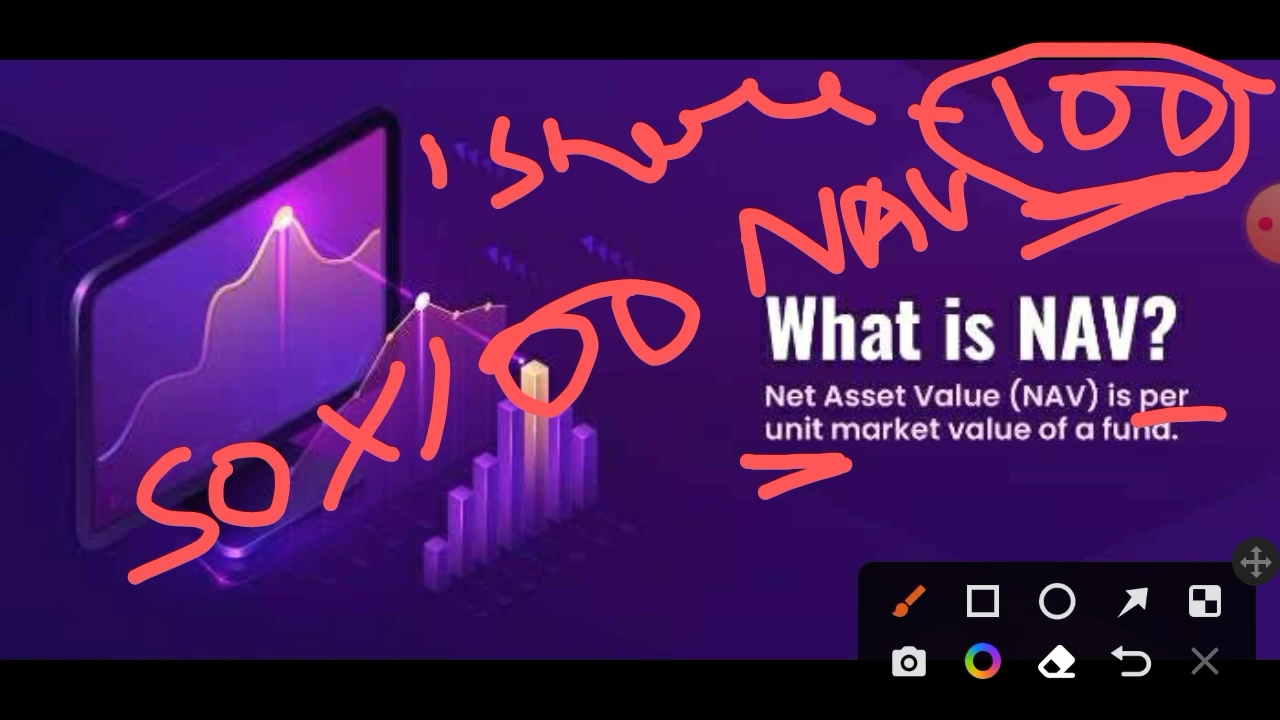 1 Share - 100
NAV
50X100
What is NAV?
Net Asset Value (NAV) is per
unit market value of a fund.